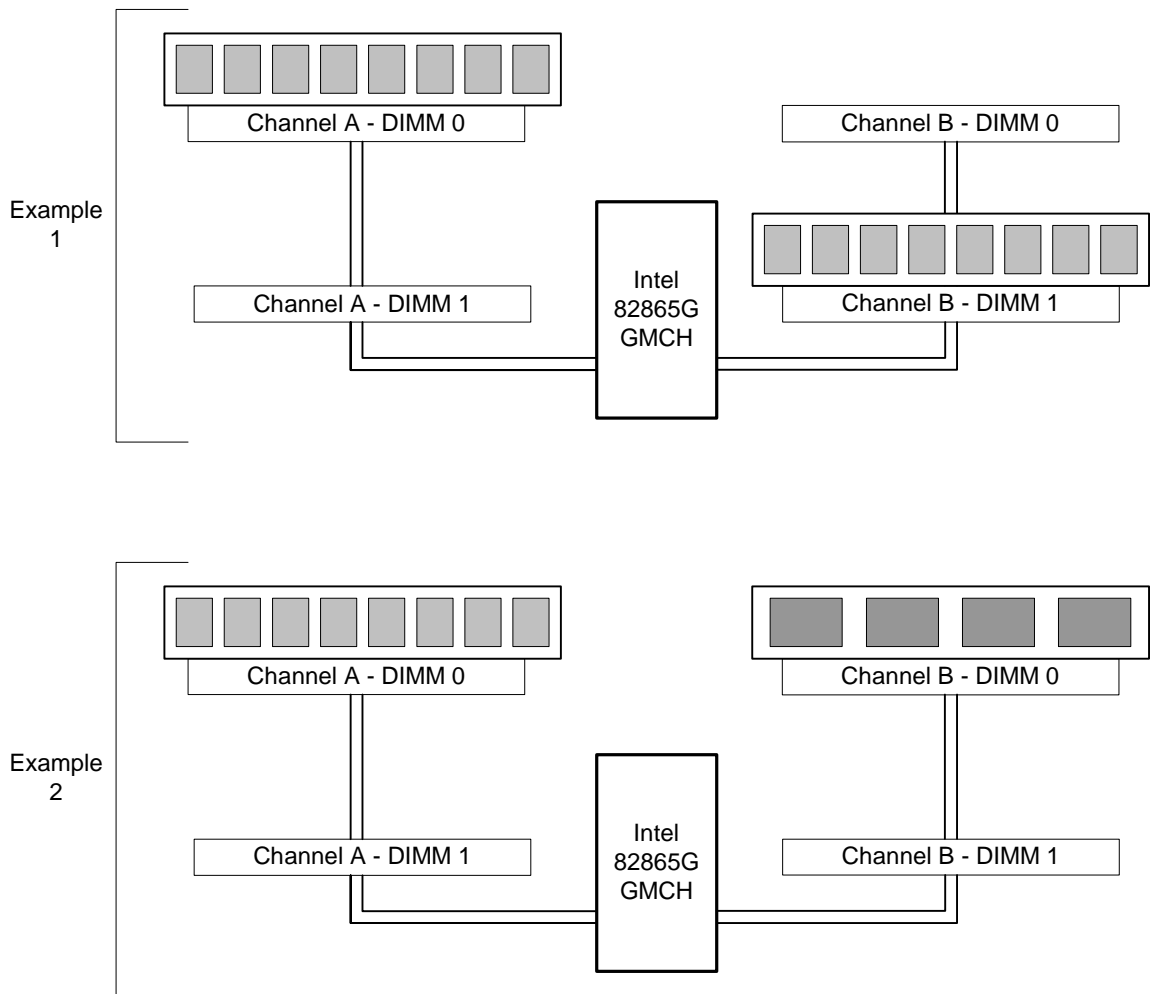 Channel A - DIMM 0
Channel B - DIMM 0
Example
1
Intel
82865G
GMCH
Channel A - DIMM 1
Channel B - DIMM 1
Channel A - DIMM 0
Channel B - DIMM 0
Example
2
Intel
82865G
GMCH
Channel A - DIMM 1
Channel B - DIMM 1